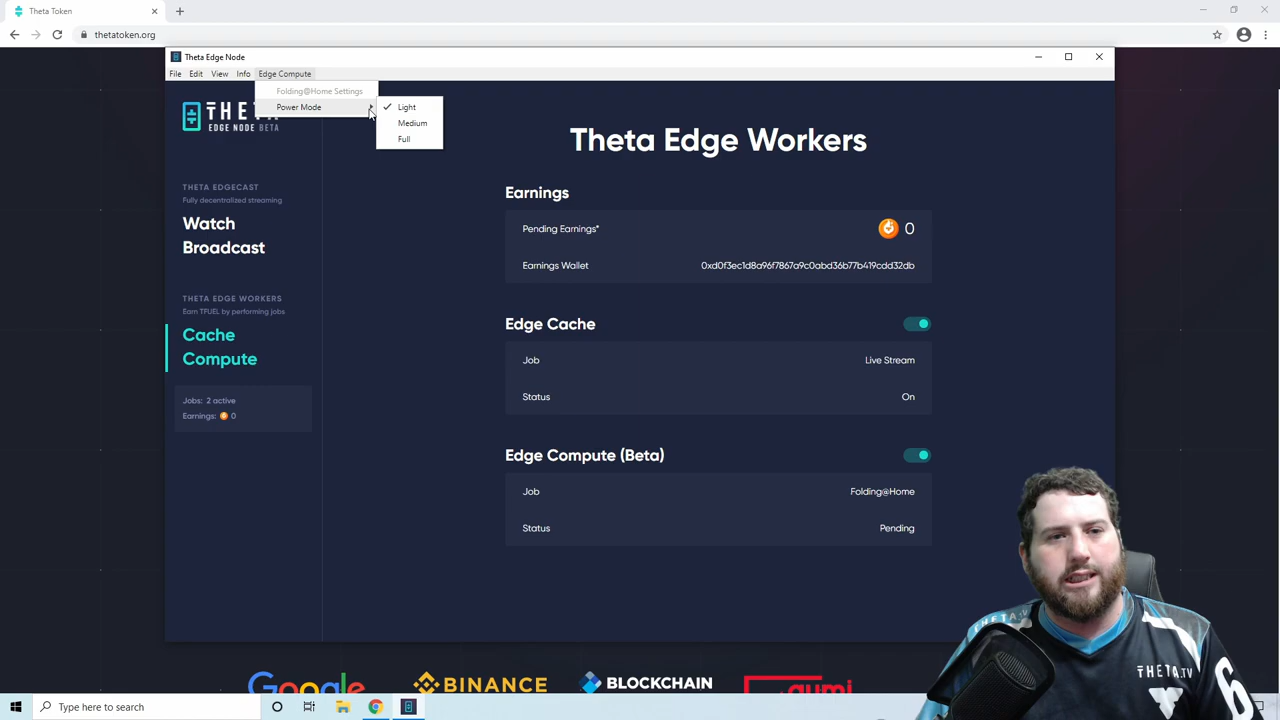 Theta Token
thetatoken.org
Theta Edge Node
File Edit View Info Edge Compute
Folding@Home Settings
Power Mode
Light
Medium
Full
THETA
EDGE NODE BETA
THETA EDGECAST
Fully decentralized streaming
Watch
Broadcast
THETA EDGE WORKERS
Earn TFUEL by performing jobs
Cache
Compute
Jobs: 2 active
Earnings: 0
Theta Edge Workers
Earnings
Pending Earnings* 0
Earnings Wallet 0xd0f3ec1d8a96f7867a9c0abd36b77b419cdd32db
Edge Cache
Job Live Stream
Status On
Edge Compute (Beta)
Job Folding@Home
Status Pending
Google BINANCE BLOCKCHAIN gumi
THETA.TV
Type here to search